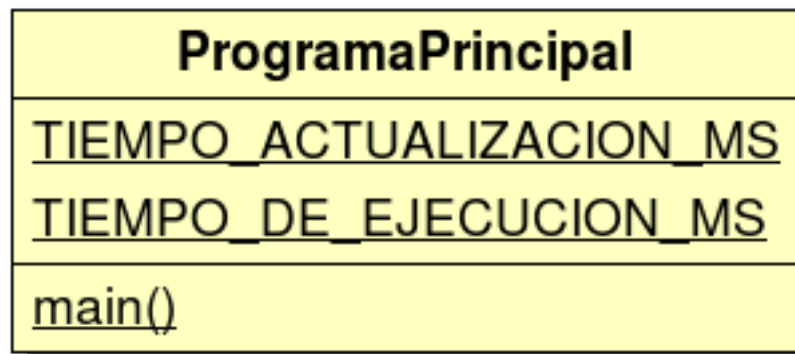 ProgramaPrincipal
TIEMPO_ACTUALIZACION_MS
TIEMPO_DE_EJECUCION_MS
main()